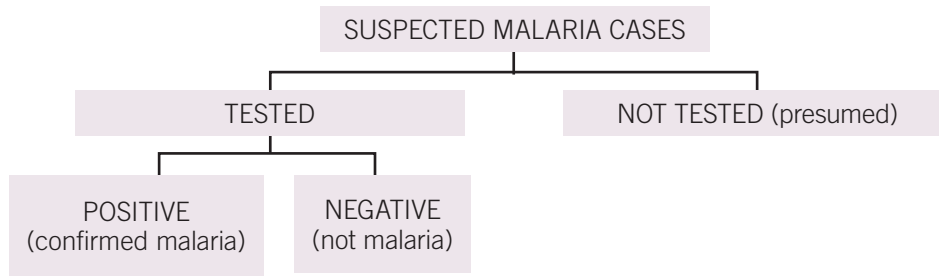 SUSPECTED MALARIA CASES
TESTED
NOT TESTED (presumed)
POSITIVE
(confirmed malaria)
NEGATIVE
(not malaria)